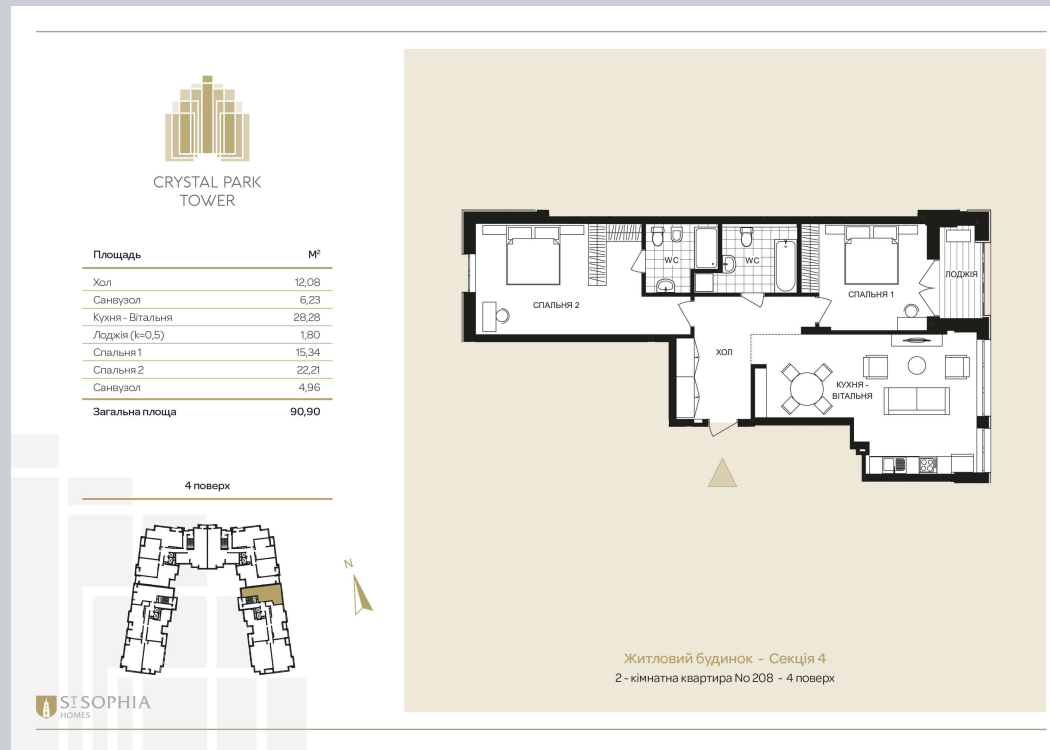 CRYSTAL PARK
TOWER
Площадь М²
Хол 12,08
Санвузол 6,23
Кухня - Вітальня 28,28
Лоджія (k=0,5) 1,80
Спальня 1 15,34
Спальня 2 22,21
Санвузол 4,96
Загальна площа 90,90
4 поверх
N
ST SOPHIA
HOMES
WC
WC
ЛОДЖІЯ
СПАЛЬНЯ 2
СПАЛЬНЯ 1
ХОЛ
КУХНЯ -
ВІТАЛЬНЯ
Житловий будинок - Секція 4
2 - кімнатна квартира No 208 - 4 поверх